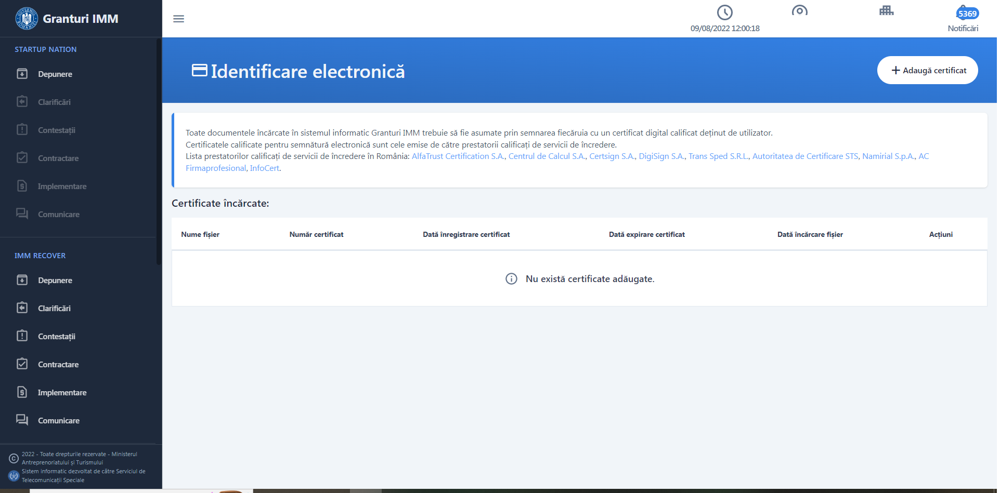 Granturi IMM
09/08/2022 12:00:18
5369
Notificări
STARTUP NATION
Depunere
Clarificări
Contestații
Contractare
Implementare
Comunicare
IMM RECOVER
Depunere
Clarificări
Contestații
Contractare
Implementare
Comunicare
2022 - Toate drepturile rezervate - Ministerul
Antreprenoriatului și Turismului
Sistem informatic dezvoltat de către Serviciul de
Telecomunicații Speciale
Identificare electronică
Adaugă certificat
Toate documentele încărcate în sistemul informatic Granturi IMM trebuie să fie asumate prin semnarea fiecăruia cu un certificat digital calificat deținut de utilizator.
Certificatele calificate pentru semnătură electronică sunt cele emise de către prestatorii calificați de servicii de încredere.
Lista prestatorilor calificați de servicii de încredere în România: AlfaTrust Certification S.A., Centrul de Calcul S.A., Certsign S.A., DigiSign S.A., Trans Sped S.R.L., Autoritatea de Certificare STS, Namirial S.p.A., AC
Firmaprofesional, InfoCert.
Certificate încărcate:
Nume fișier Număr certificat Dată înregistrare certificat Dată expirare certificat Dată încărcare fișier Acțiuni
Nu există certificate adăugate.